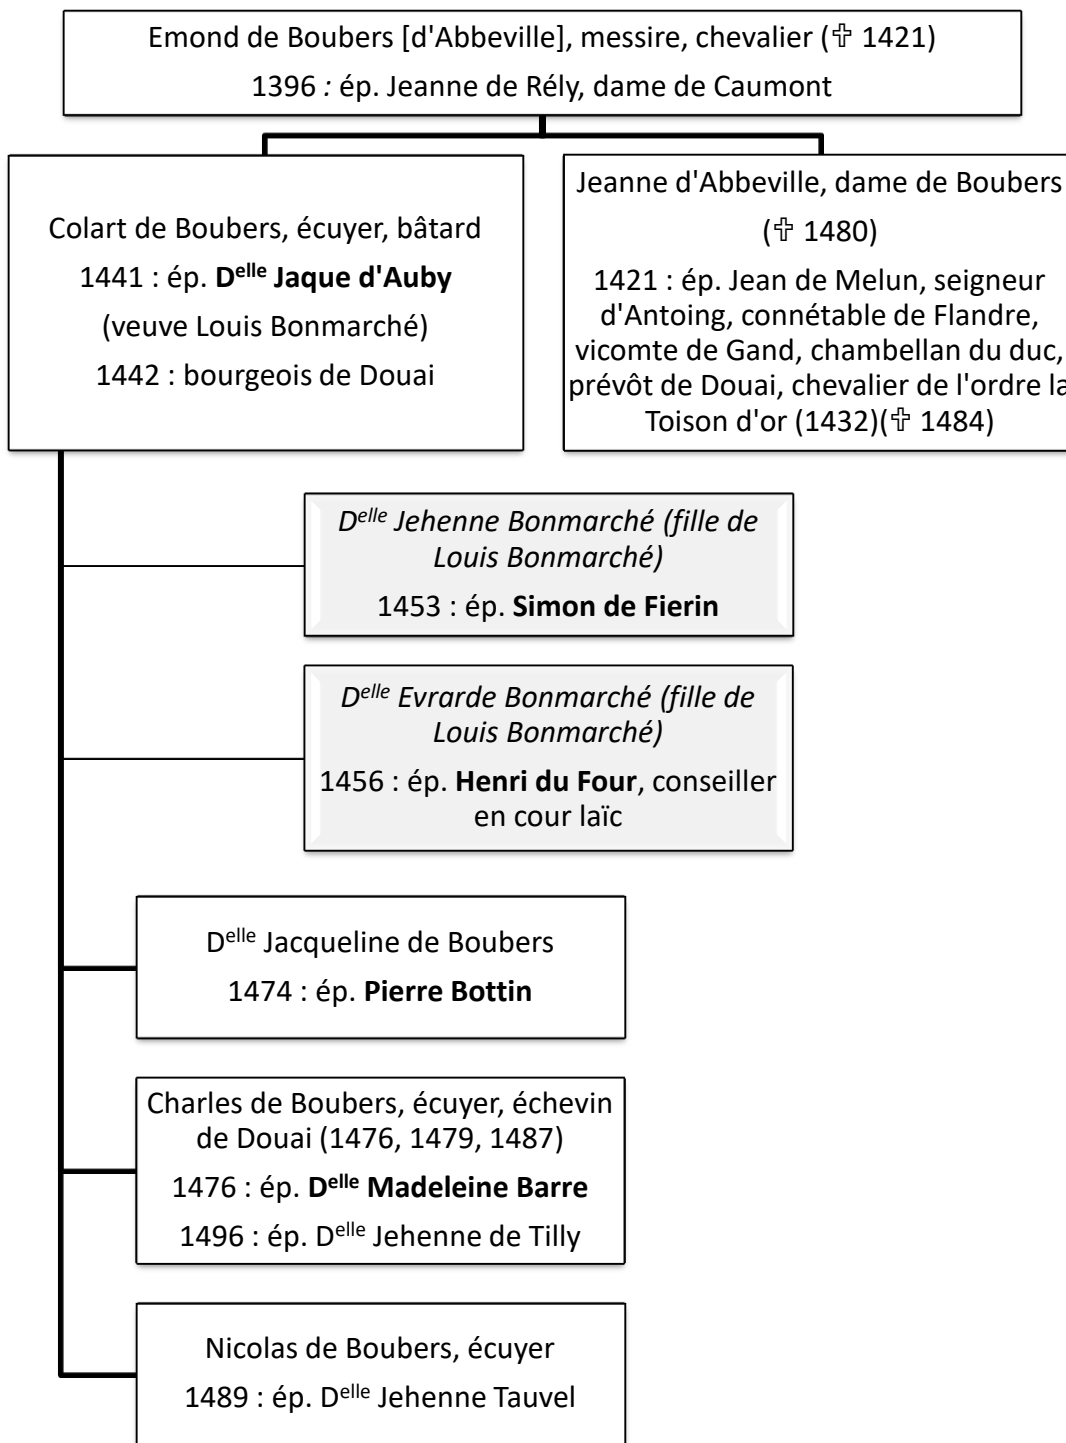 Emond de Boubers [d'Abbeville], messire, chevalier (✞ 1421)
1396 : ép. Jeanne de Rély, dame de Caumont
Colart de Boubers, écuyer, bâtard
1441 : ép. Delle Jaque d'Auby
(veuve Louis Bonmarché)
1442 : bourgeois de Douai
Jeanne d'Abbeville, dame de Boubers
(✞ 1480)
1421 : ép. Jean de Melun, seigneur
d'Antoing, connétable de Flandre,
vicomte de Gand, chambellan du duc,
prévôt de Douai, chevalier de l'ordre la
Toison d'or (1432)(✞ 1484)
Delle Jehenne Bonmarché (fille de
Louis Bonmarché)
1453 : ép. Simon de Fierin
Delle Evrarde Bonmarché (fille de
Louis Bonmarché)
1456 : ép. Henri du Four, conseiller
en cour laïc
Delle Jacqueline de Boubers
1474 : ép. Pierre Bottin
Charles de Boubers, écuyer, échevin
de Douai (1476, 1479, 1487)
1476 : ép. Delle Madeleine Barre
1496 : ép. Delle Jehenne de Tilly
Nicolas de Boubers, écuyer
1489 : ép. Delle Jehenne Tauvel